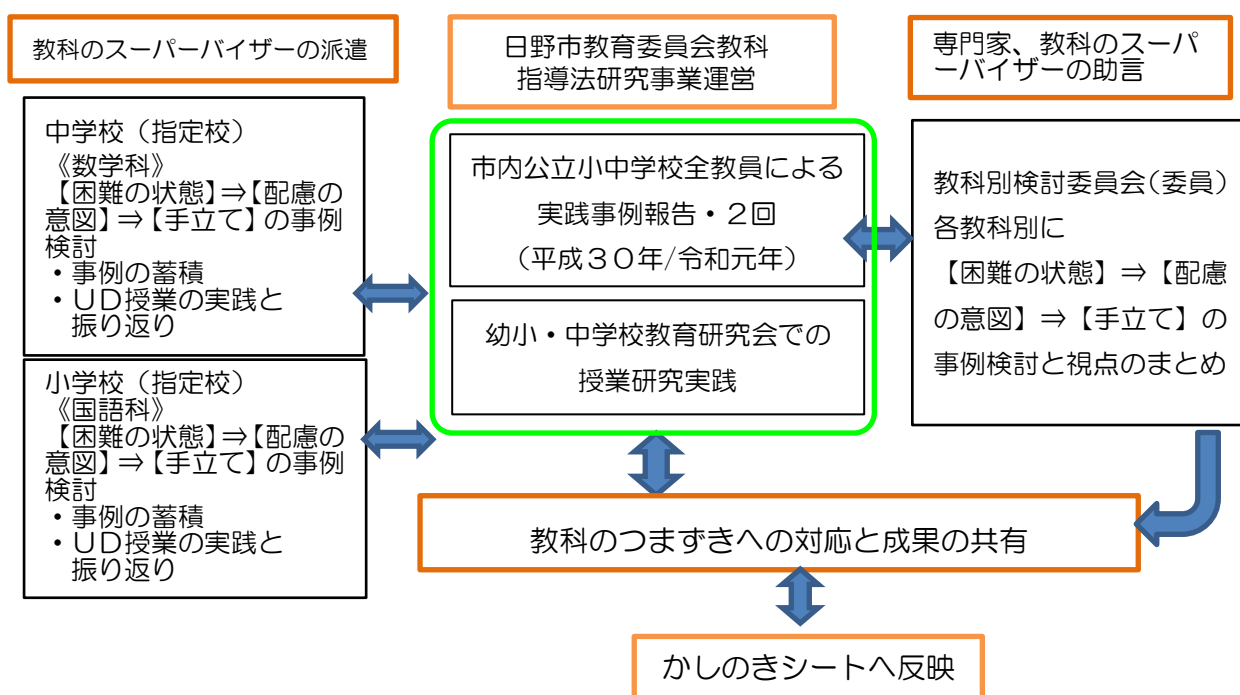 教科のスーパーバイザーの派遣
中学校（指定校）
《数学科》
【困難の状態】⇒【配慮の
意図】⇒【手立て】の事例
検討
・事例の蓄積
・ＵＤ授業の実践と
振り返り
小学校（指定校）
《国語科》
【困難の状態】⇒【配慮の
意図】⇒【手立て】の事例
検討
・事例の蓄積
・ＵＤ授業の実践と
振り返り
日野市教育委員会教科
指導法研究事業運営
市内公立小中学校全教員による
実践事例報告・２回
（平成３０年/令和元年）
幼小・中学校教育研究会での
授業研究実践
専門家、教科のスーパ
ーバイザーの助言
教科別検討委員会（委員）
各教科別に
【困難の状態】⇒【配慮
の意図】⇒【手立て】の
事例検討と視点のまとめ
教科のつまずきへの対応と成果の共有
かしのきシートへ反映